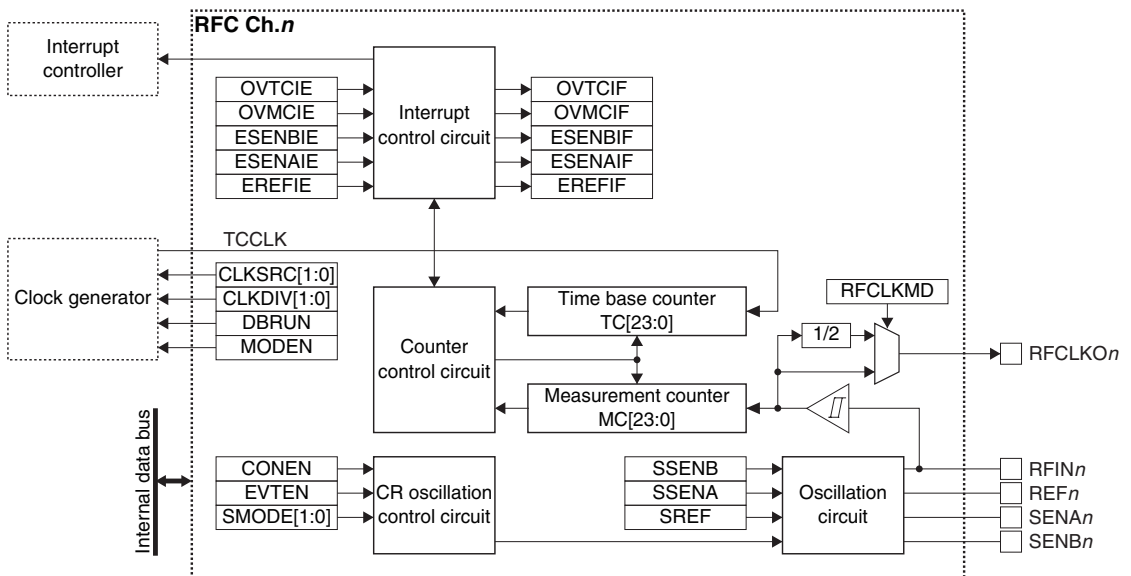 RFC Ch.n
Interrupt
controller
OVTCIE
OVMCIE
ESENBIE
ESENAIE
EREFIE
Interrupt
control circuit
OVTCIF
OVMCIF
ESENBIF
ESENAIF
EREFIF
TCCLK
Clock generator
CLKSRC[1:0]
CLKDIV[1:0]
DBRUN
MODEN
Counter
control circuit
Time base counter
TC[23:0]
Measurement counter
MC[23:0]
RFCLKMD
1/2
RFCLKOn
Internal data bus
CONEN
EVTEN
SMODE[1:0]
CR oscillation
control circuit
SSENB
SSENA
SREF
Oscillation
circuit
RFINn
REFn
SENAn
SENBn